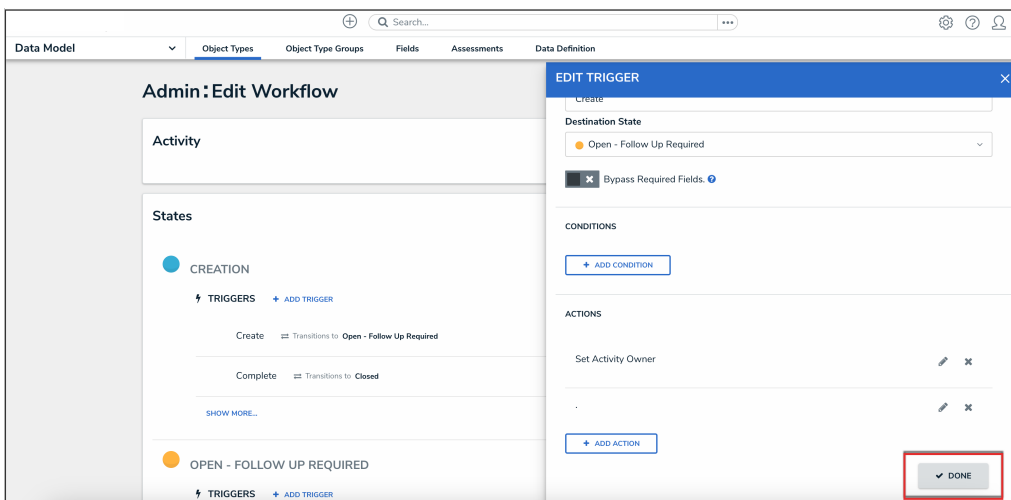 Search...
Data Model
Object Types
Object Type Groups
Fields
Assessments
Data Definition
Admin:Edit Workflow
Activity
States
CREATION
TRIGGERS
+ ADD TRIGGER
Create
Transitions to Open - Follow Up Required
Complete
Transitions to Closed
SHOW MORE...
OPEN - FOLLOW UP REQUIRED
TRIGGERS
+ ADD TRIGGER
EDIT TRIGGER
Create
Destination State
Open - Follow Up Required
Bypass Required Fields.
CONDITIONS
+ ADD CONDITION
ACTIONS
Set Activity Owner
.
+ ADD ACTION
DONE